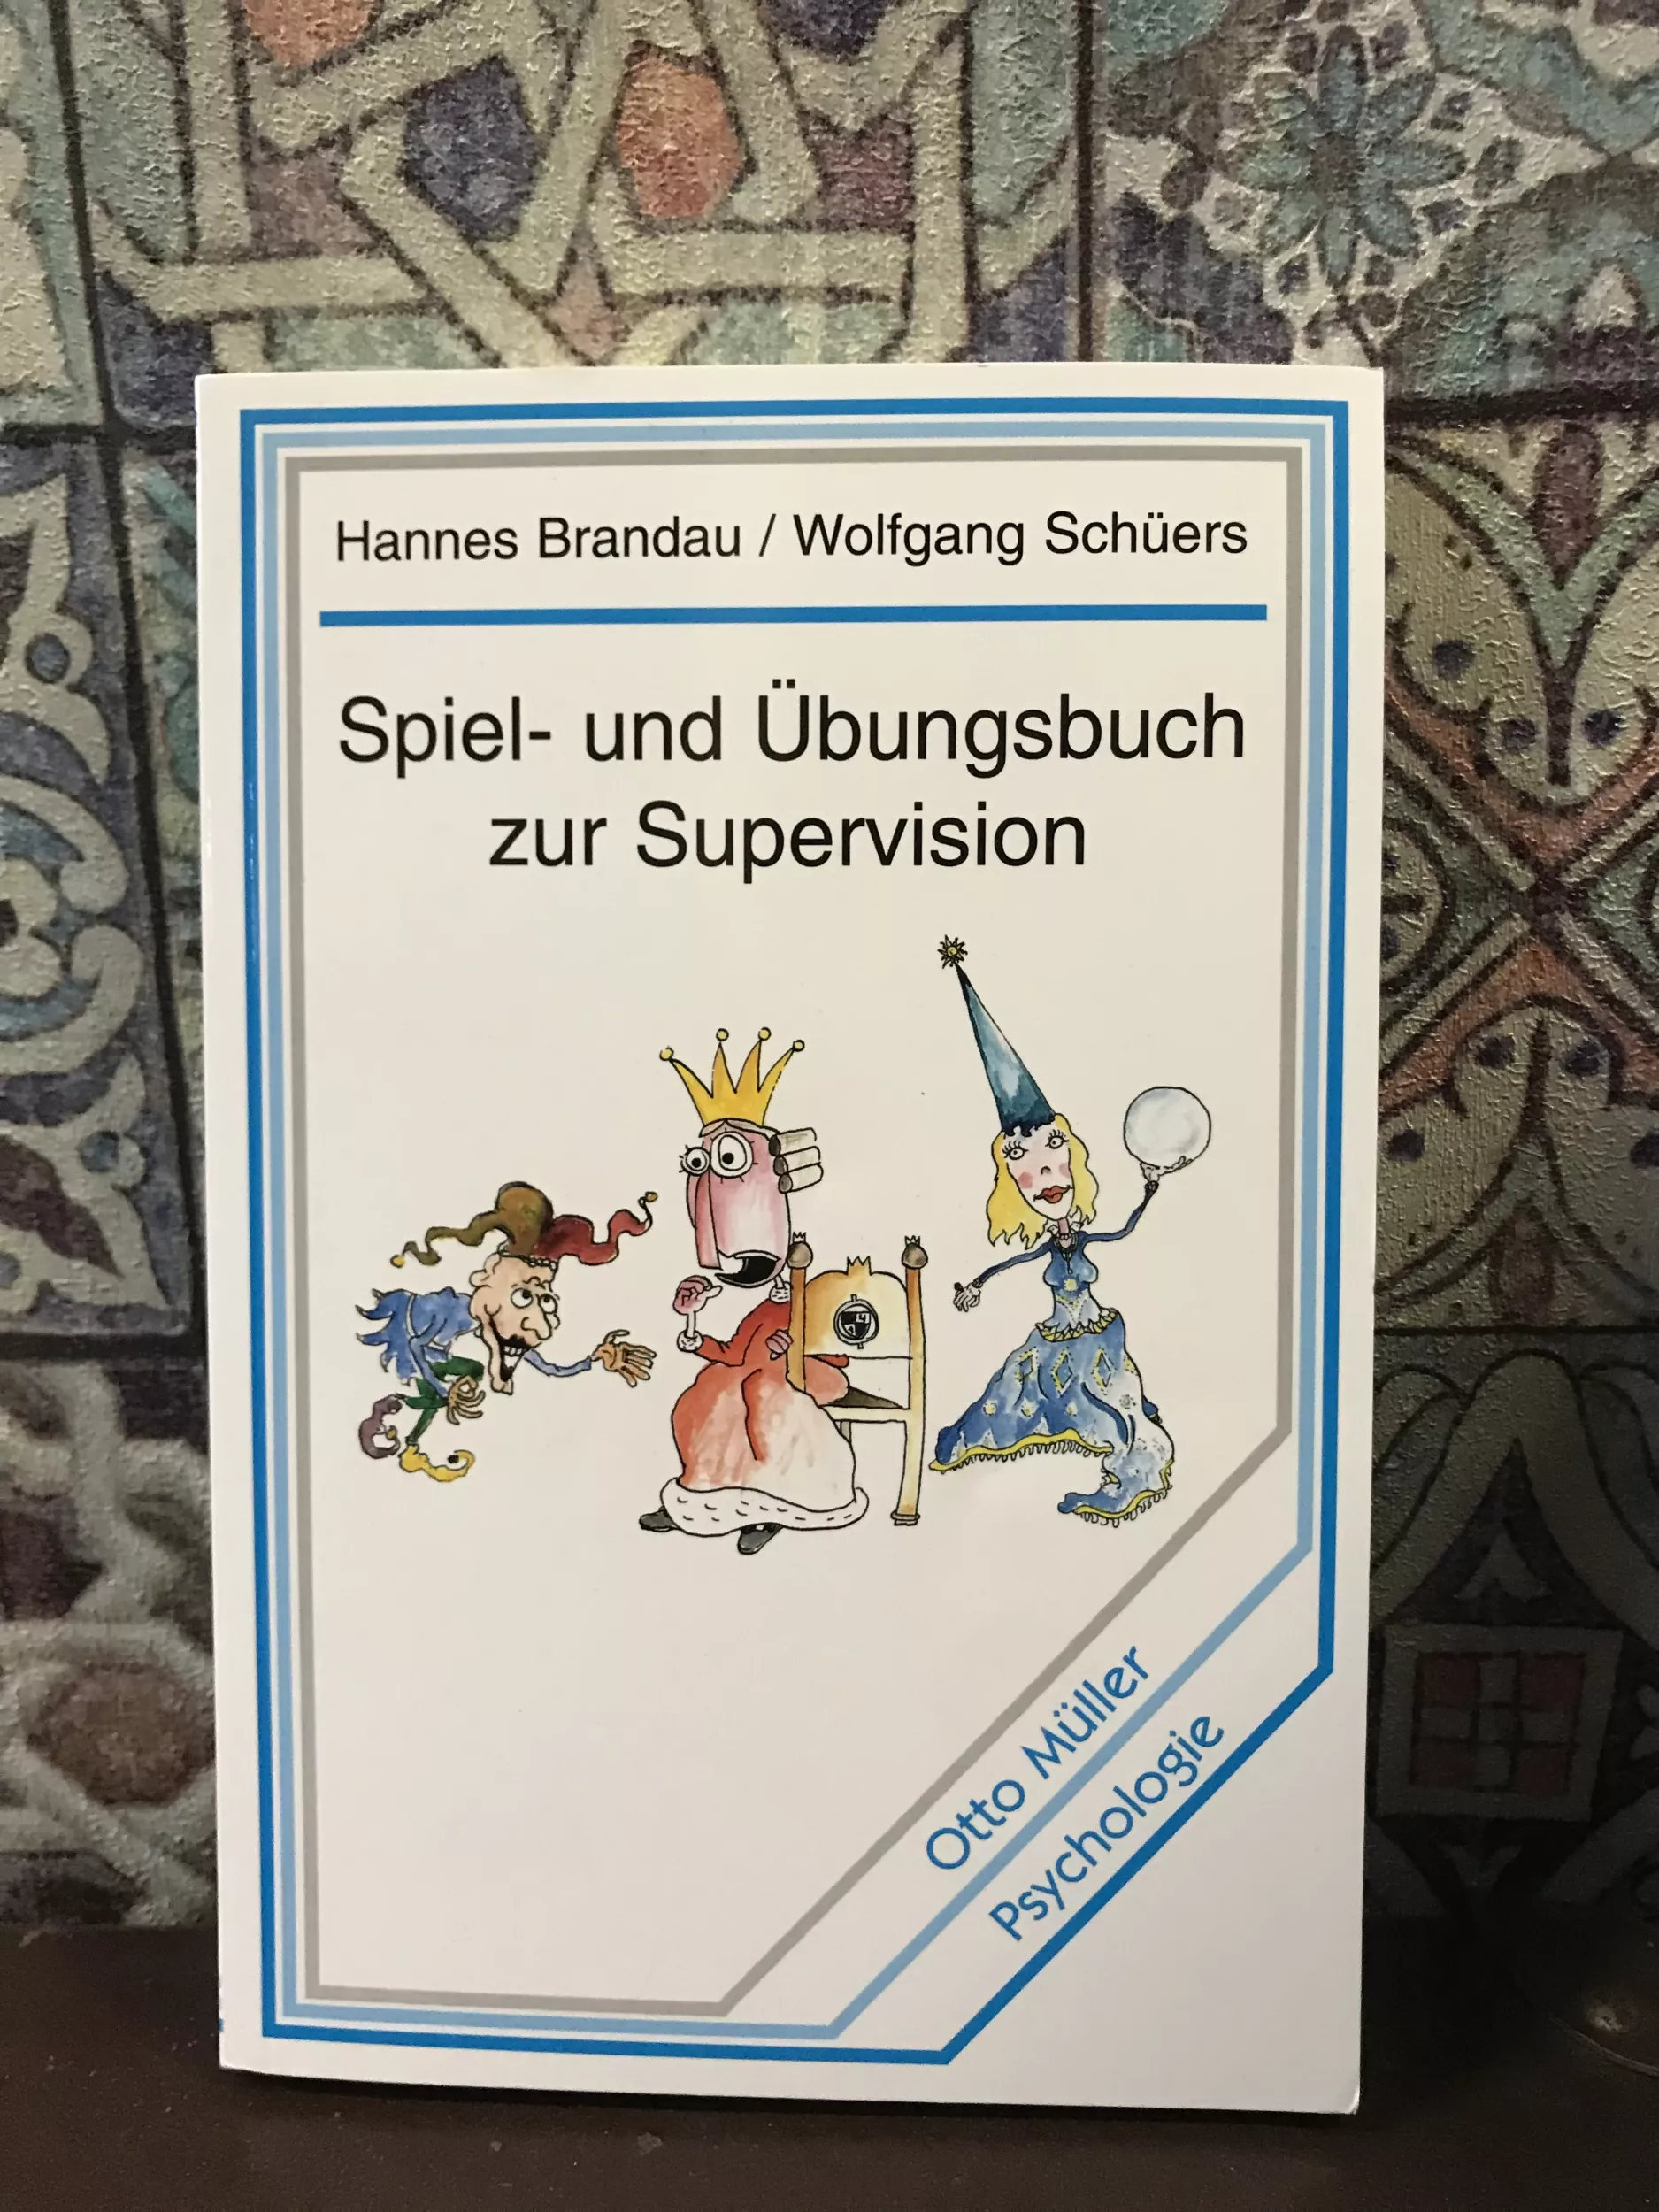 Hannes Brandau / Wolfgang Schüers
Spiel- und Übungsbuch
zur Supervision
Otto Müller
Psychologie